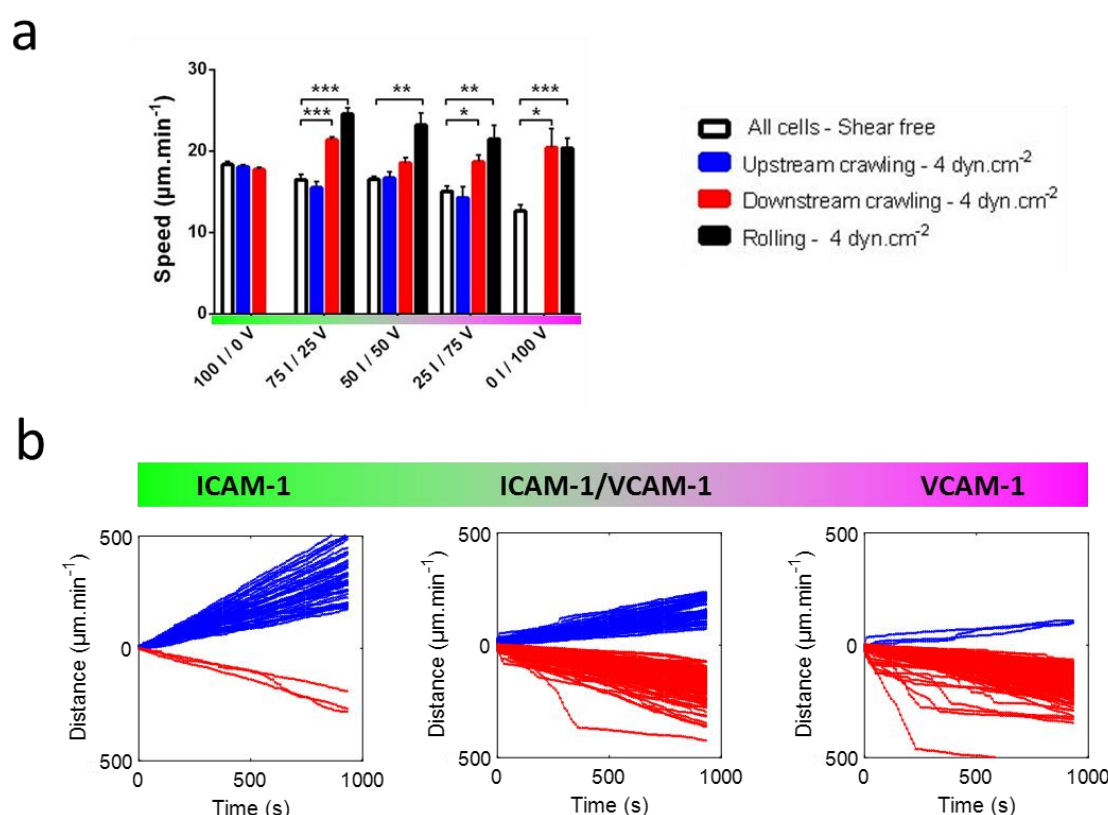 a
30
20
10
0
Speed (µm.min⁻¹)
***
***
**
**
*
***
*
100 I / 0 V
75 I / 25 V
50 I / 50 V
25 I / 75 V
0 I / 100 V
All cells - Shear free
Upstream crawling - 4 dyn.cm⁻²
Downstream crawling - 4 dyn.cm⁻²
Rolling - 4 dyn.cm⁻²
b
ICAM-1
ICAM-1/VCAM-1
VCAM-1
500
0
500
Distance (µm.min⁻¹)
0
500
1000
Time (s)
500
0
500
Distance (µm.min⁻¹)
0
500
1000
Time (s)
500
0
500
Distance (µm.min⁻¹)
0
500
1000
Time (s)